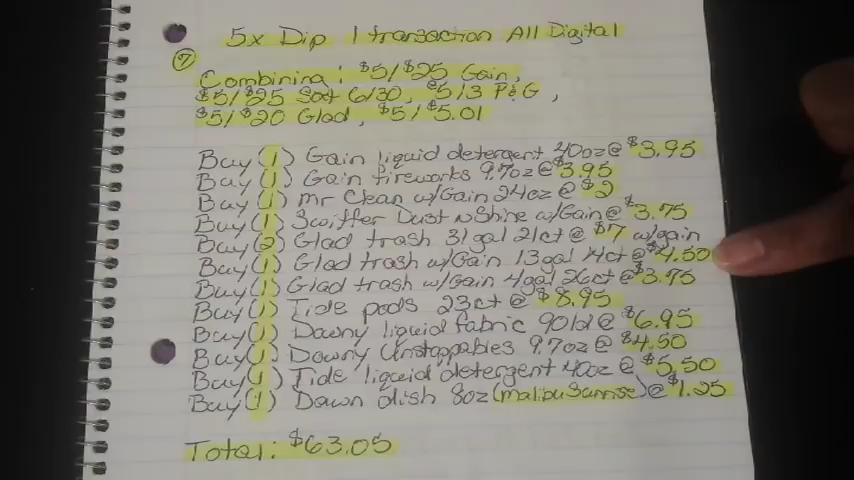 5x Dip 1 transaction All Digital
7
Combining: $5/$25 Gain,
$5/$25 Sat 6/30, $5/3 P&G,
$5/$20 Glad, $5/$5.01
Buy (1) Gain liquid detergent 40oz @ $3.95
Buy (1) Gain fireworks 9.7oz @ $3.95
Buy (1) Mr Clean w/Gain 24oz @ $2
Buy (1) Swiffer Dust N Shine w/Gain @ $3.75
Buy (2) Glad trash 31gal 21ct @ $7 w/gain
Buy (1) Glad trash w/Gain 13gal 14ct @ $4.50
Buy (1) Glad trash w/Gain 4gal 26ct @ $3.75
Buy (1) Tide pods 23ct @ $8.95
Buy (1) Downy liquid fabric 90ld @ $6.95
Buy (1) Downy Unstoppables 9.7oz @ $4.50
Buy (1) Tide liquid detergent 40oz @ $5.50
Buy (1) Dawn dish 8oz (malibu Sunrise) @ $1.25
Total: $63.05